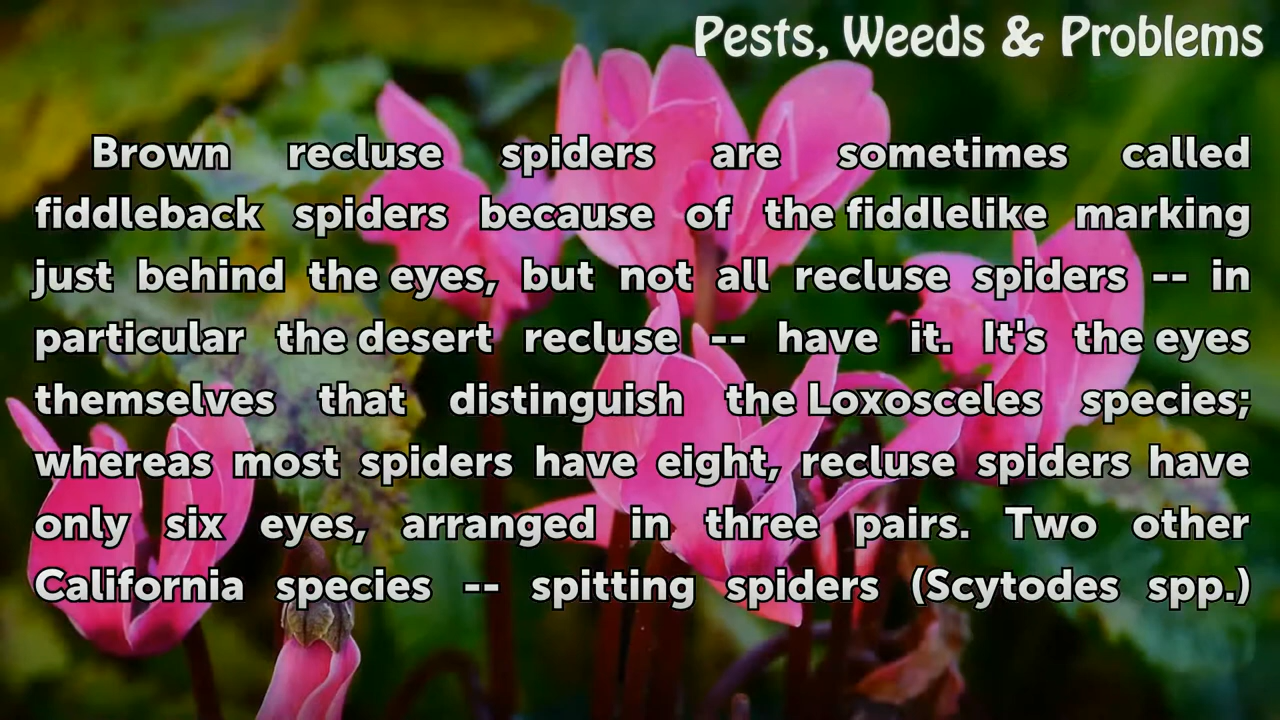 Pests, Weeds & Problems
Brown recluse spiders are sometimes called
fiddleback spiders because of the fiddlelike marking
just behind the eyes, but not all recluse spiders -- in
particular the desert recluse -- have it. It's the eyes
themselves that distinguish the Loxosceles species;
whereas most spiders have eight, recluse spiders have
only six eyes, arranged in three pairs. Two other
California species -- spitting spiders (Scytodes spp.)